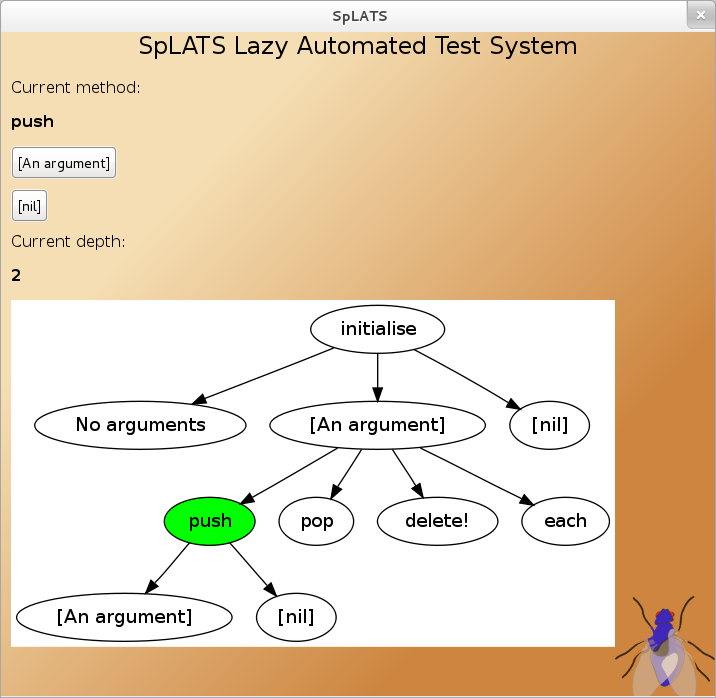 SpLATS
SpLATS Lazy Automated Test System
Current method:
push
[An argument]
[nil]
Current depth:
2
initialise
No arguments [An argument] [nil]
push pop delete! each
[An argument] [nil]